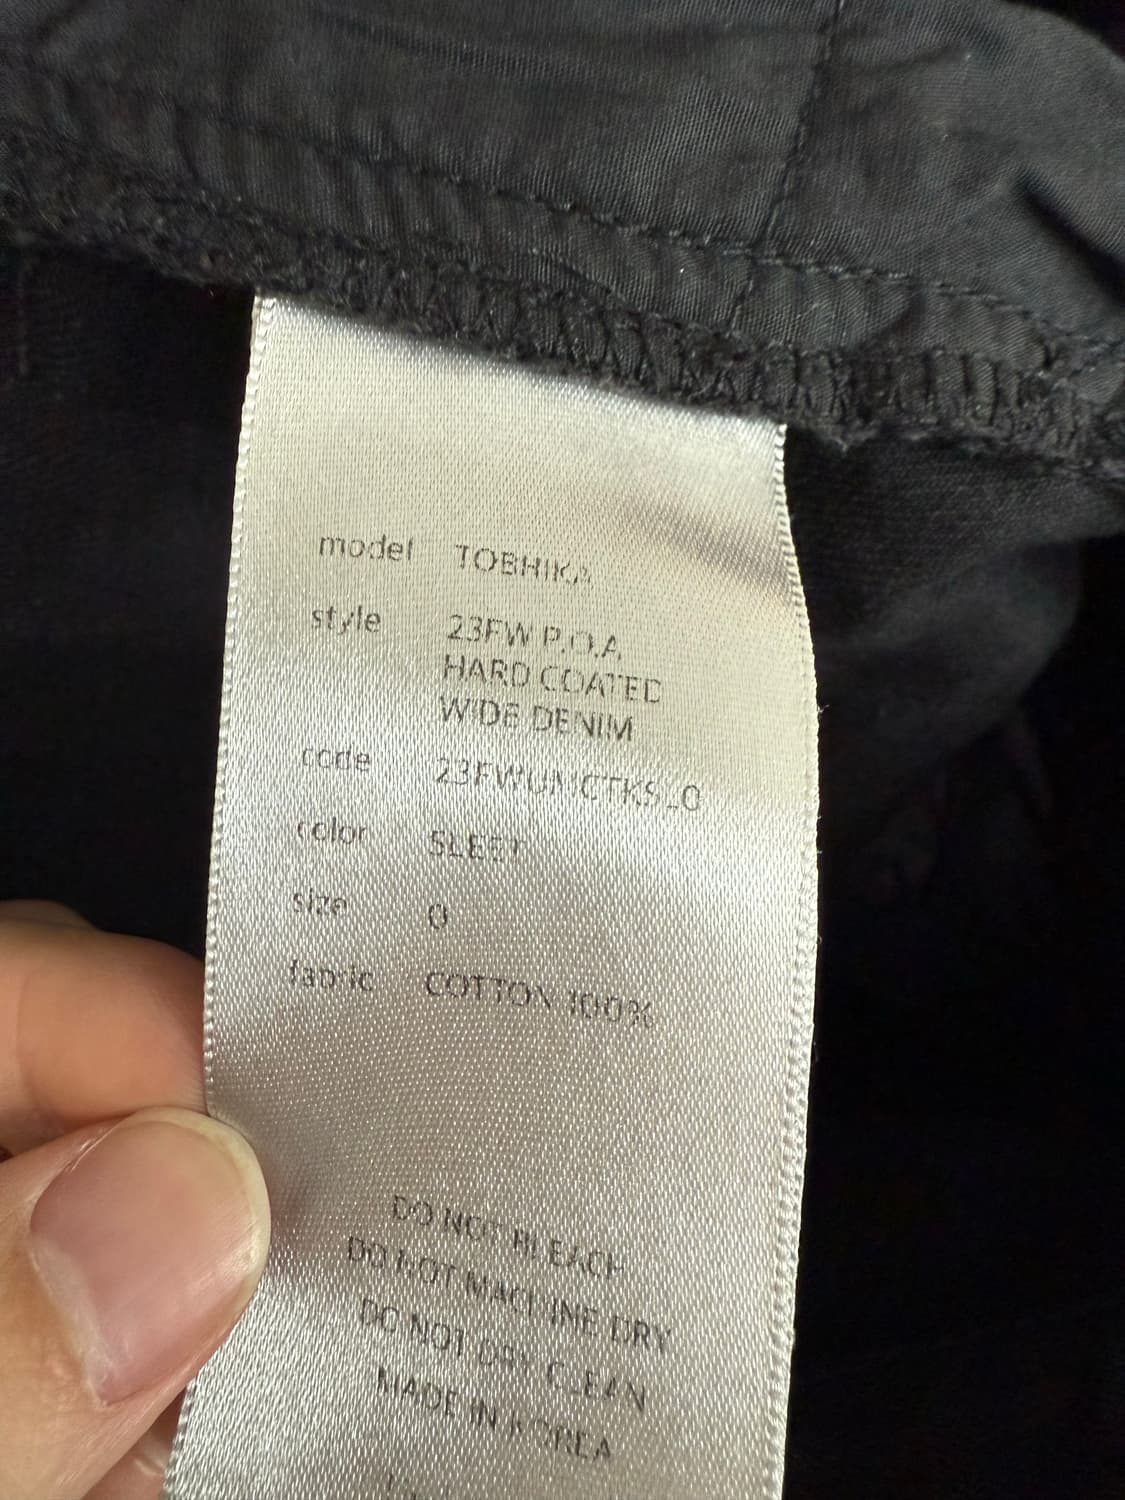 model TOBHIKA
style 23FW P.O.A
HARD COATED
WIDE DENIM
code
color SLEET
size 0
fabric COTTON 100%
DO NOT BLEACH
DO NOT MACHINE DRY
DO NOT DRY CLEAN
MADE IN KOREA